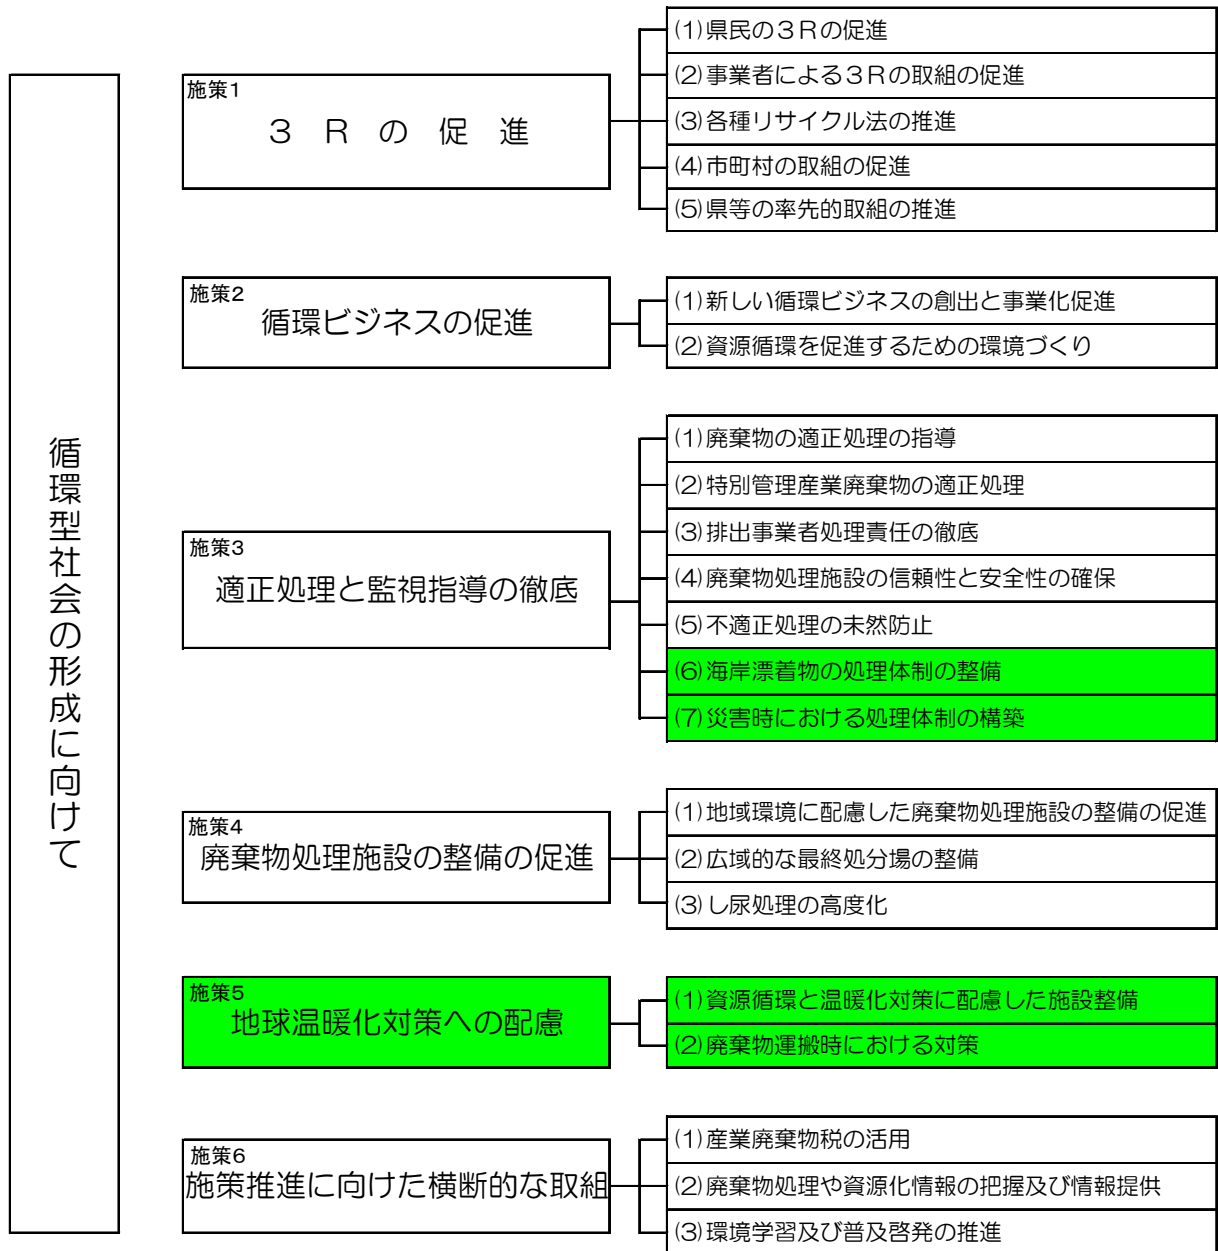 循環型社会の形成に向けて
施策1
３Ｒの促進
(1)県民の３Ｒの促進
(2)事業者による３Ｒの取組の促進
(3)各種リサイクル法の推進
(4)市町村の取組の促進
(5)県等の率先的取組の推進
施策2
循環ビジネスの促進
(1)新しい循環ビジネスの創出と事業化促進
(2)資源循環を促進するための環境づくり
施策3
適正処理と監視指導の徹底
(1)廃棄物の適正処理の指導
(2)特別管理産業廃棄物の適正処理
(3)排出事業者処理責任の徹底
(4)廃棄物処理施設の信頼性と安全性の確保
(5)不適正処理の未然防止
(6)海岸漂着物の処理体制の整備
(7)災害時における処理体制の構築
施策4
廃棄物処理施設の整備の促進
(1)地域環境に配慮した廃棄物処理施設の整備の促進
(2)広域的な最終処分場の整備
(3)し尿処理の高度化
施策5
地球温暖化対策への配慮
(1)資源循環と温暖化対策に配慮した施設整備
(2)廃棄物運搬時における対策
施策6
施策推進に向けた横断的な取組
(1)産業廃棄物税の活用
(2)廃棄物処理や資源化情報の把握及び情報提供
(3)環境学習及び普及啓発の推進